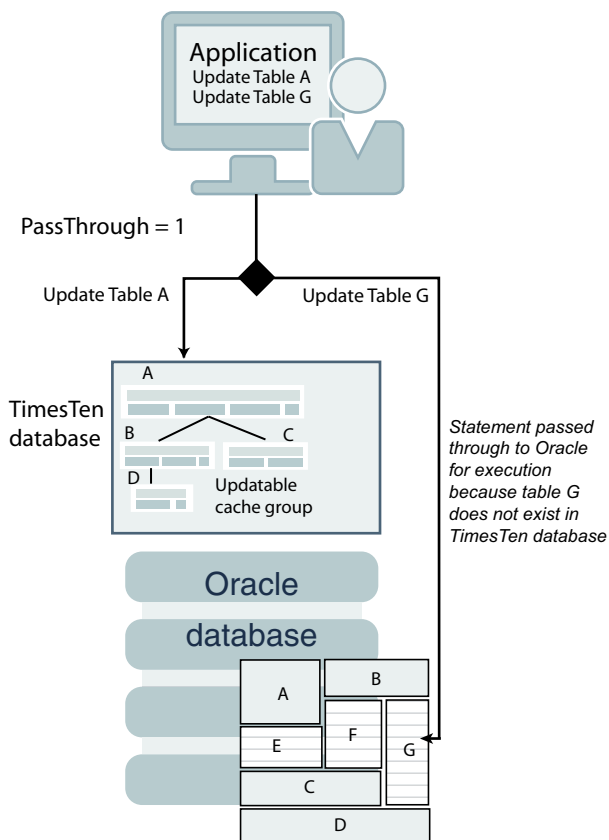 Application
Update Table A
Update Table G
PassThrough = 1
Update Table A
Update Table G
A
TimesTen
database
B
C
D
Updatable
cache group
Statement passed
through to Oracle
for execution
because table G
does not exist in
TimesTen database
Oracle
database
A
B
E
F
G
C
D